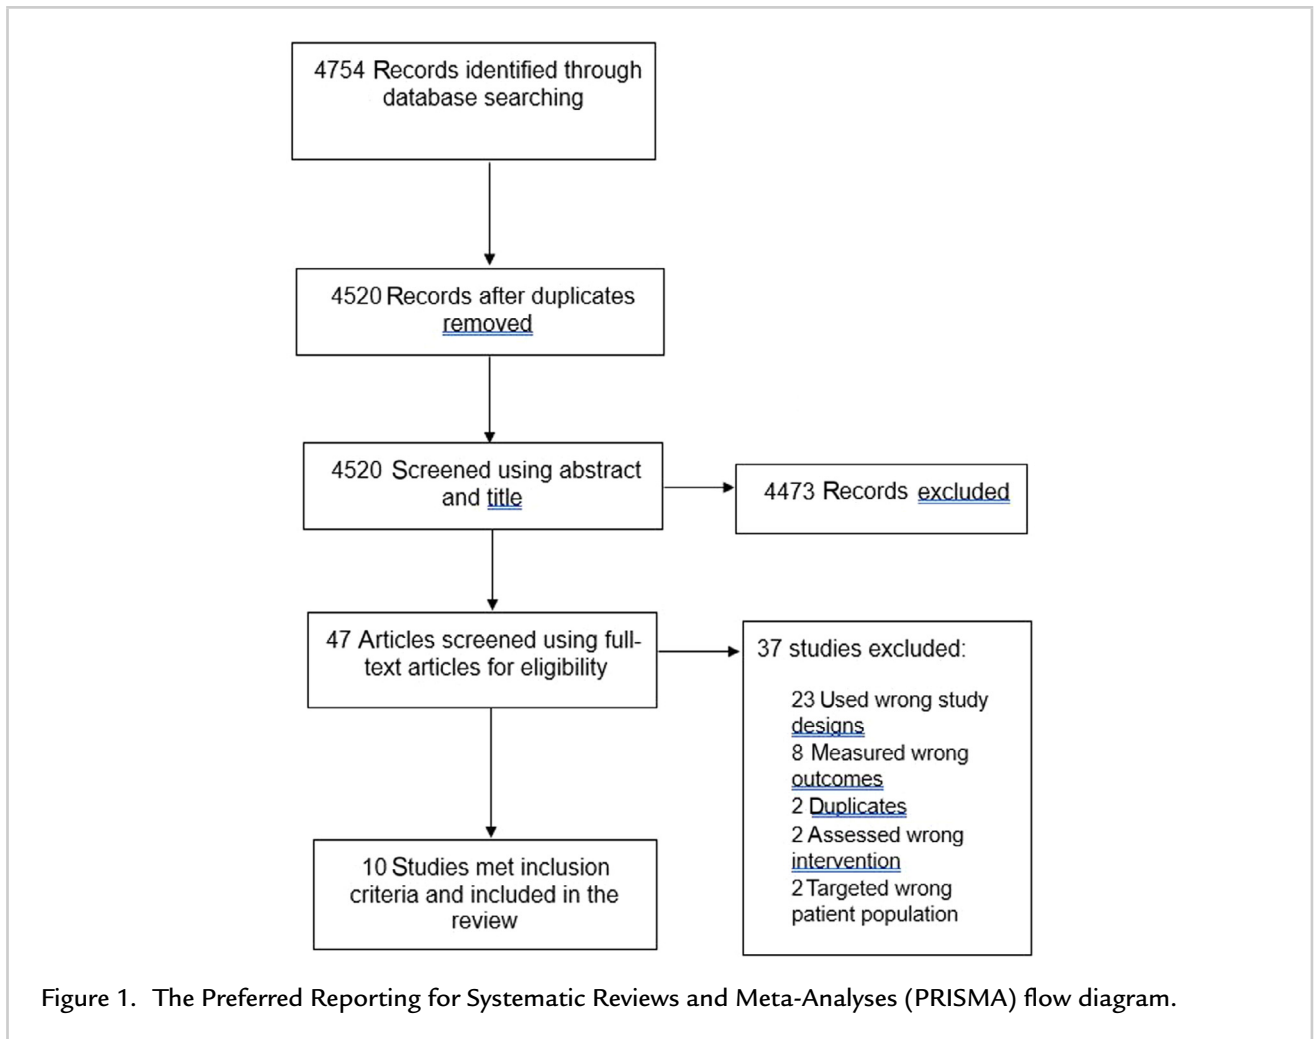 4754 Records identified through
database searching
4520 Records after duplicates
removed
4520 Screened using abstract
and title
4473 Records excluded
47 Articles screened using full-
text articles for eligibility
37 studies excluded:
23 Used wrong study
designs
8 Measured wrong
outcomes
2 Duplicates
2 Assessed wrong
intervention
2 Targeted wrong
patient population
10 Studies met inclusion
criteria and included in the
review
Figure 1. The Preferred Reporting for Systematic Reviews and Meta-Analyses (PRISMA) flow diagram.